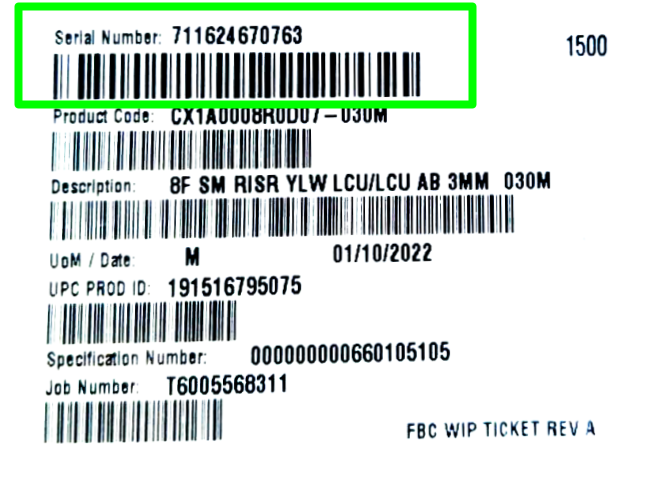 Serial Number: 711624670763
1500
Product Code: CX1A0008R0D07-030M
Description: 8F SM RISR YLW LCU/LCU AB 3MM 030M
UoM / Date: M 01/10/2022
UPC PROD ID: 191516795075
Specification Number: 000000000660105105
Job Number: T6005568311
FBC WIP TICKET REV A